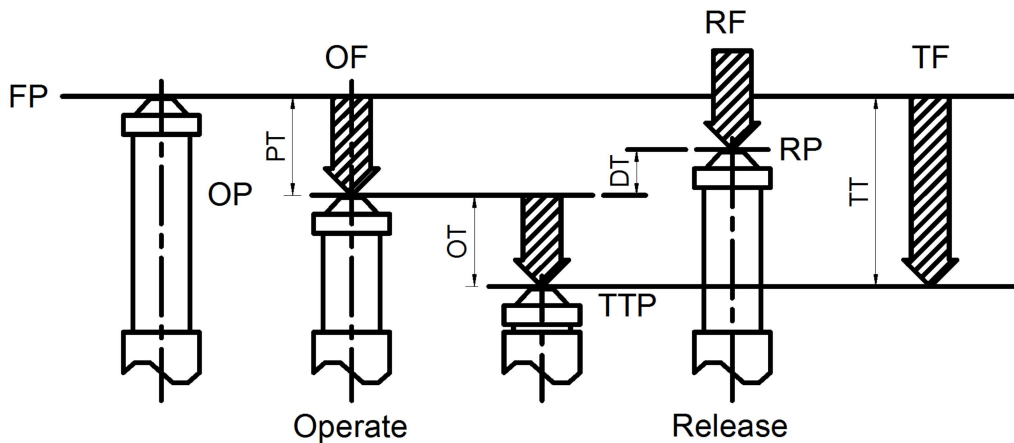 RF
OF
TF
FP
PT
RP
DT
OP
TT
OT
TTP
Operate
Release